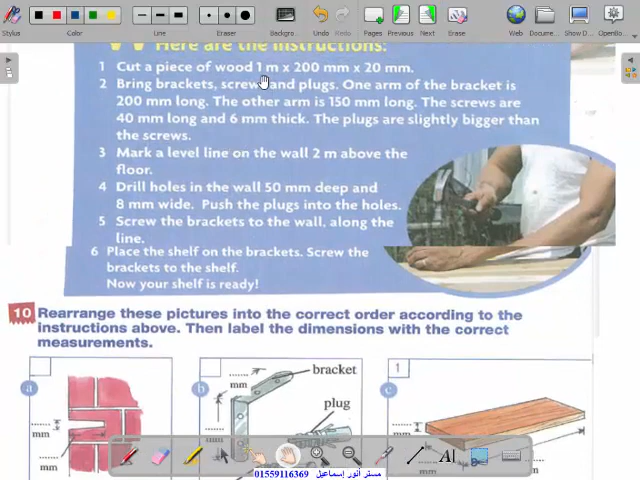 Stylus
Color
Line
Eraser
Backgro..
Undo
Redo
Pages
Previous
Next
Erase
Web
Docume..
Show
OpenBo..
Here are the instructions:
1 Cut a piece of wood 1 m x 200 mm x 20 mm.
2 Bring brackets, screws and plugs. One arm of the bracket is
200 mm long. The other arm is 150 mm long. The screws are
40 mm long and 6 mm thick. The plugs are slightly bigger than
the screws.
3 Mark a level line on the wall 2 m above the
floor.
4 Drill holes in the wall 50 mm deep and
8 mm wide. Push the plugs into the holes.
5 Screw the brackets to the wall, along the
line.
6 Place the shelf on the brackets. Screw the
brackets to the shelf.
Now your shelf is ready!
10 Rearrange these pictures into the correct order according to the
instructions above. Then label the dimensions with the correct
measurements.
a
mm
mm
b
mm
bracket
plug
1
c
mm
01559116369 مستر أنور إسماعيل